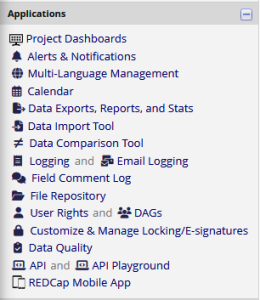 Applications
Project Dashboards
Alerts & Notifications
Multi-Language Management
Calendar
Data Exports, Reports, and Stats
Data Import Tool
Data Comparison Tool
Logging and Email Logging
Field Comment Log
File Repository
User Rights and DAGs
Customize & Manage Locking/E-signatures
Data Quality
API and API Playground
REDCap Mobile App